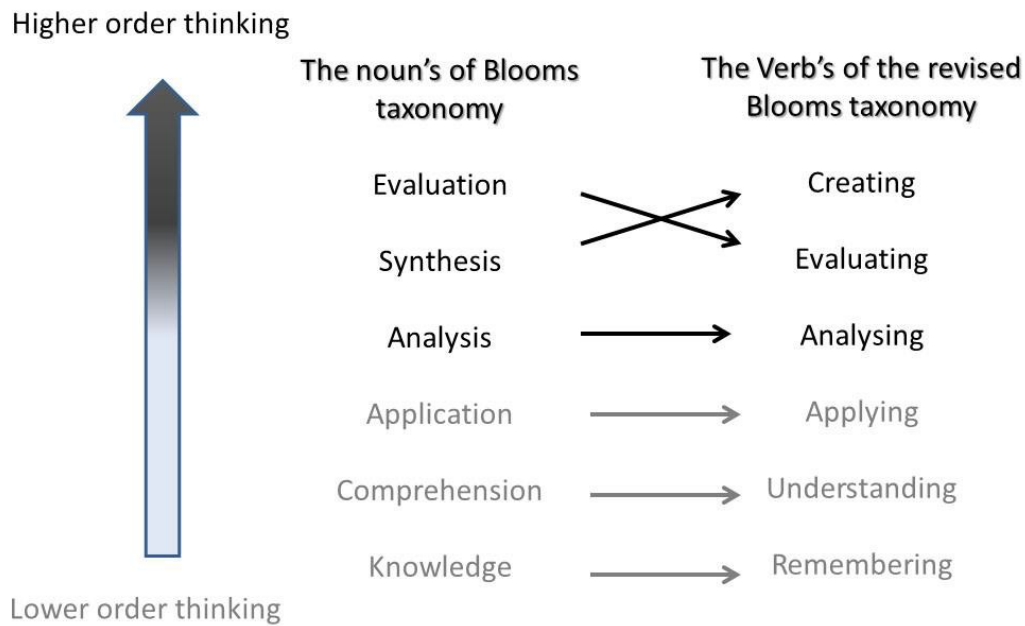 Higher order thinking
The noun's of Blooms
taxonomy
The Verb's of the revised
Blooms taxonomy
Evaluation
Creating
Synthesis
Evaluating
Analysis
Analysing
Application
Applying
Comprehension
Understanding
Knowledge
Remembering
Lower order thinking